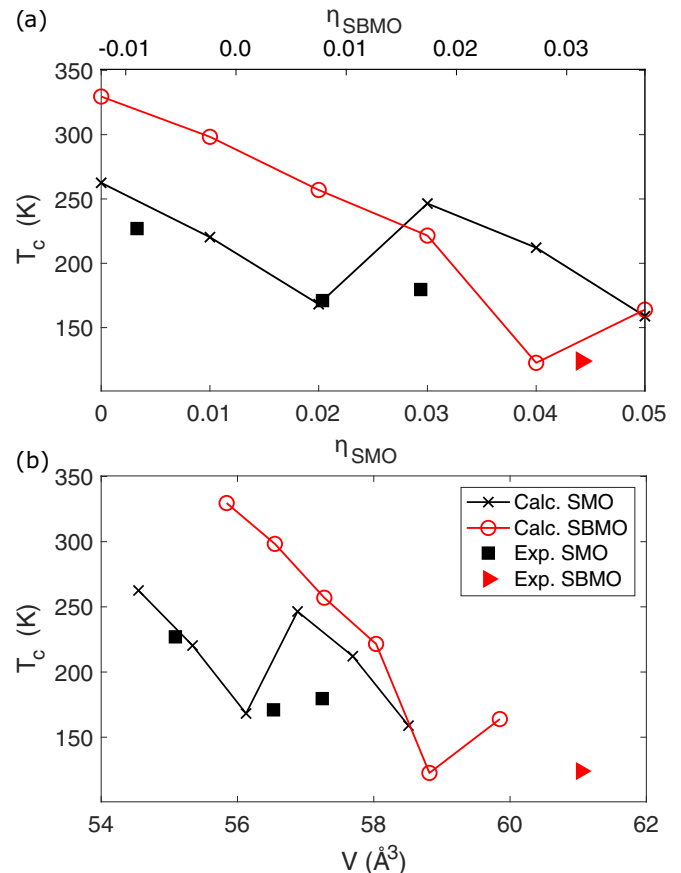 (a)
η_SBMO
-0.01 0.0 0.01 0.02 0.03
350
300
250
200
150
T_c (K)
0 0.01 0.02 0.03 0.04 0.05
η_SMO
(b)
350
300
250
200
150
100
T_c (K)
Calc. SMO
Calc. SBMO
Exp. SMO
Exp. SBMO
54 56 58 60 62
V (Å³)